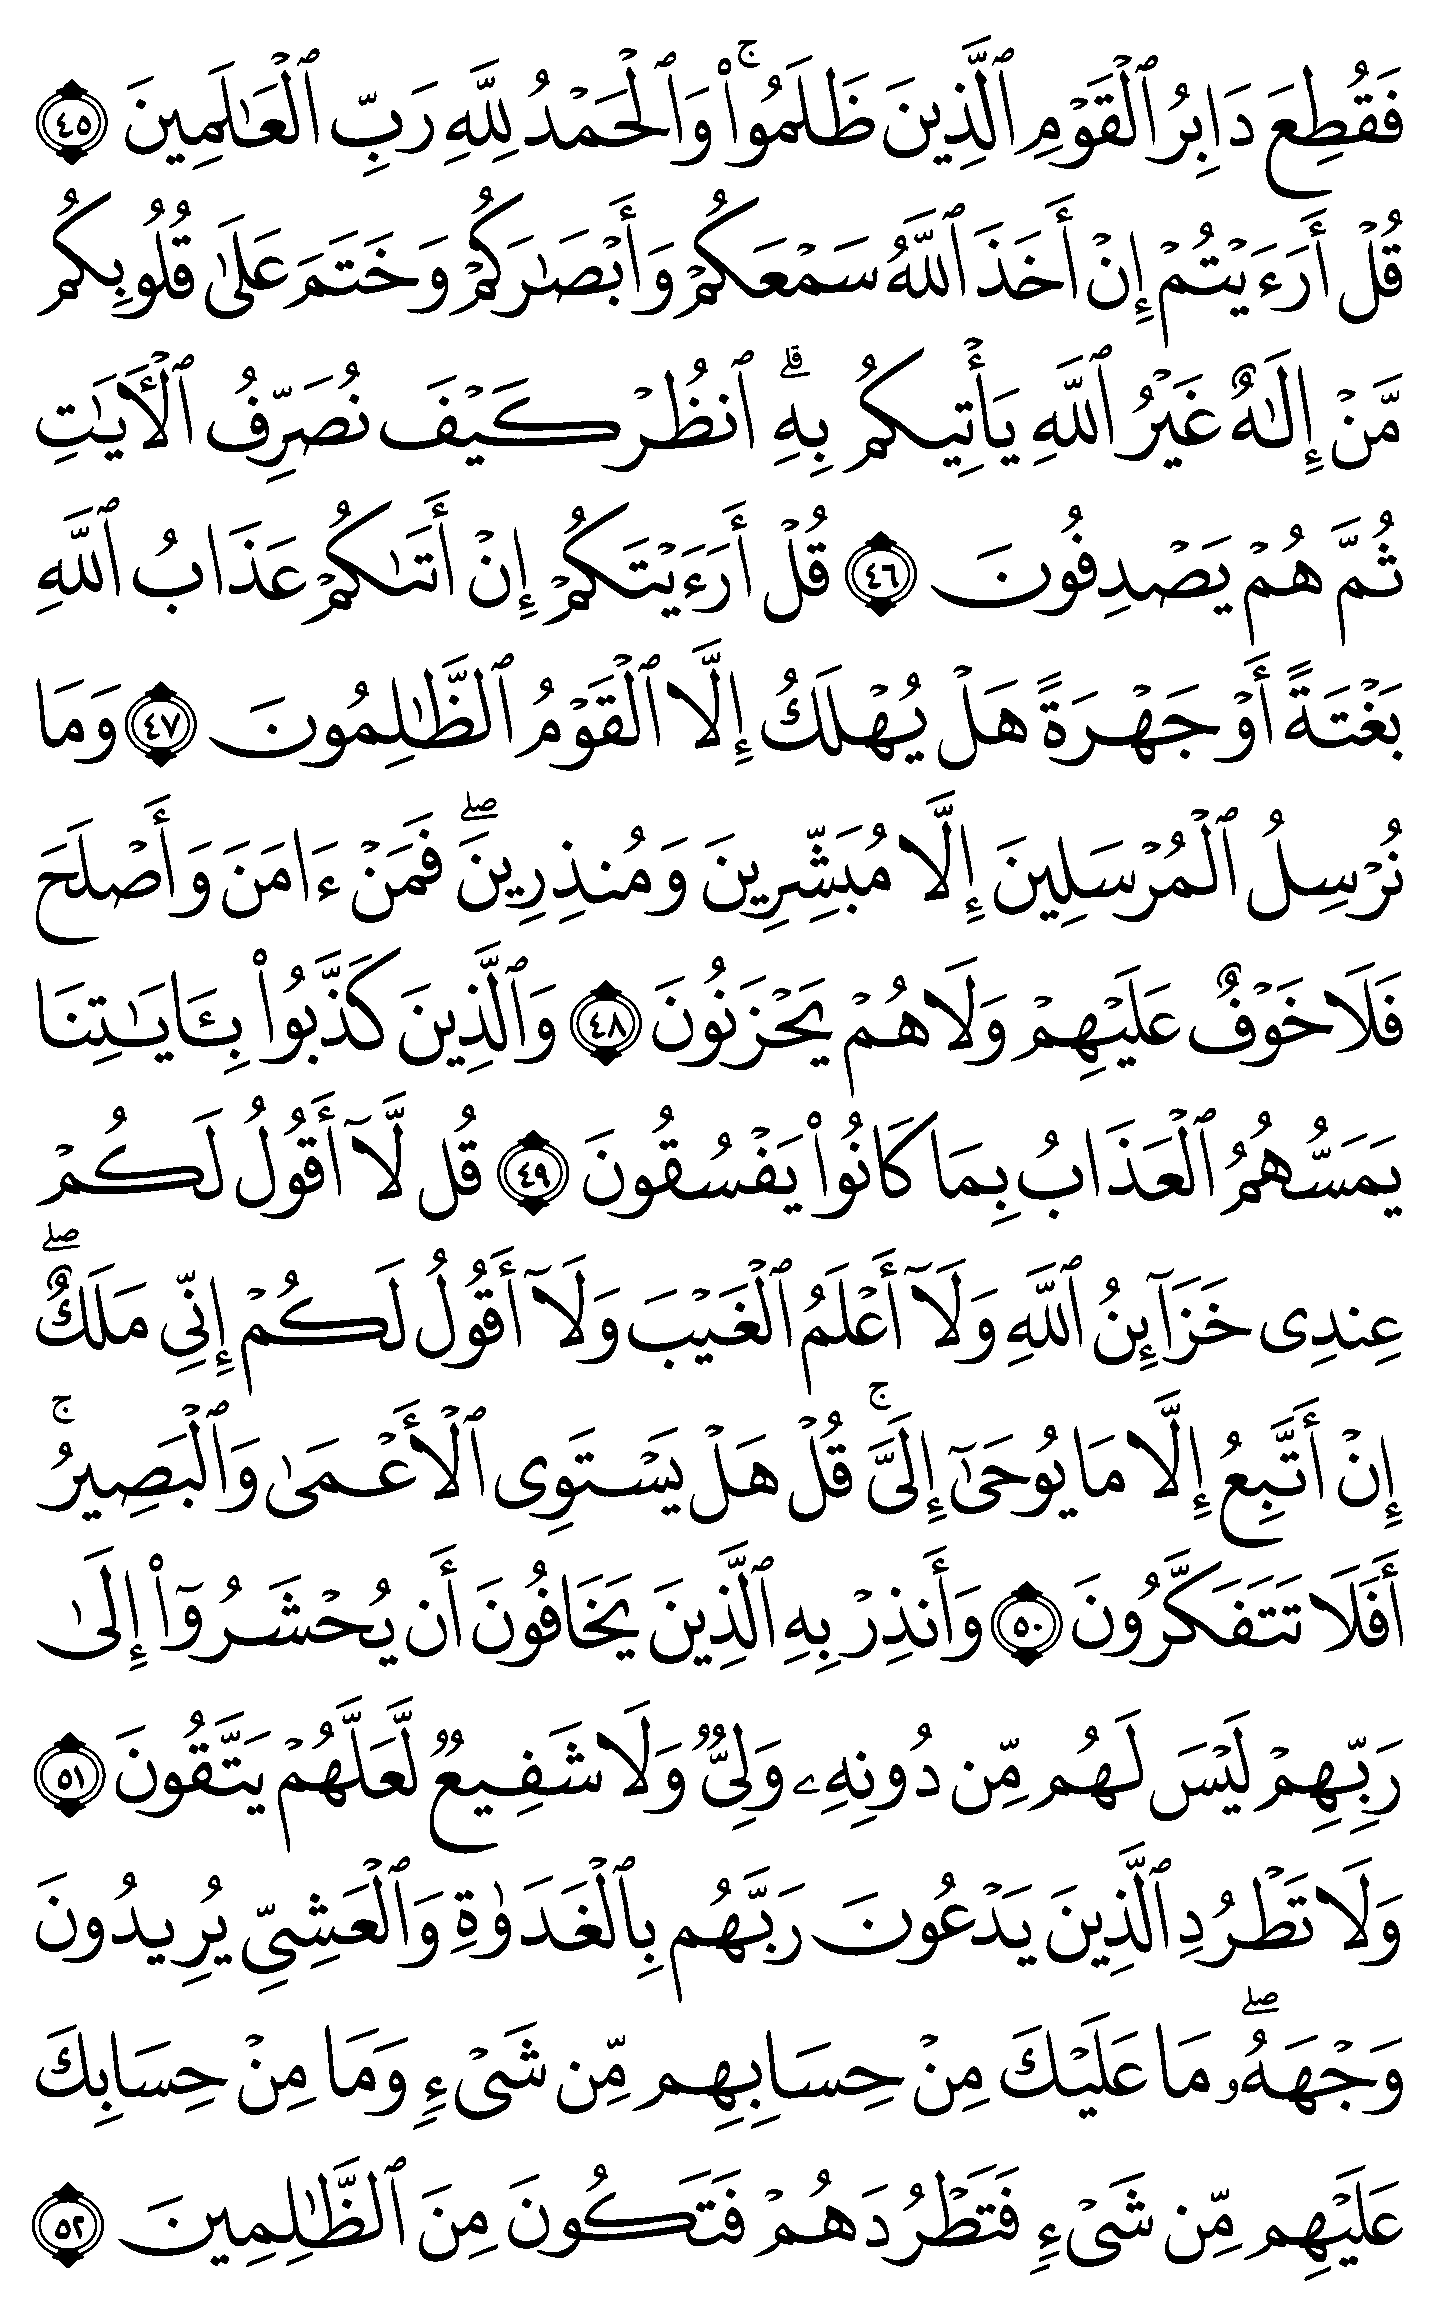 فَقُطِعَ دَابِرُ ٱلْقَوْمِ ٱلَّذِينَ ظَلَمُوا۟ ۚ وَٱلْحَمْدُ لِلَّهِ رَبِّ ٱلْعَـٰلَمِينَ ٤٥
قُلْ أَرَءَيْتُمْ إِنْ أَخَذَ ٱللَّهُ سَمْعَكُمْ وَأَبْصَـٰرَكُمْ وَخَتَمَ عَلَىٰ قُلُوبِكُم
مَّنْ إِلَـٰهٌ غَيْرُ ٱللَّهِ يَأْتِيكُم بِهِ ۗ ٱنظُرْ كَيْفَ نُصَرِّفُ ٱلْـَٔايَـٰتِ
ثُمَّ هُمْ يَصْدِفُونَ ٤٦ قُلْ أَرَءَيْتَكُمْ إِنْ أَتَىٰكُمْ عَذَابُ ٱللَّهِ
بَغْتَةً أَوْ جَهْرَةً هَلْ يُهْلَكُ إِلَّا ٱلْقَوْمُ ٱلظَّـٰلِمُونَ ٤٧ وَمَا
نُرْسِلُ ٱلْمُرْسَلِينَ إِلَّا مُبَشِّرِينَ وَمُنذِرِينَ ۖ فَمَنْ ءَامَنَ وَأَصْلَحَ
فَلَا خَوْفٌ عَلَيْهِمْ وَلَا هُمْ يَحْزَنُونَ ٤٨ وَٱلَّذِينَ كَذَّبُوا۟ بِـَٔايَـٰتِنَا
يَمَسُّهُمُ ٱلْعَذَابُ بِمَا كَانُوا۟ يَفْسُقُونَ ٤٩ قُل لَّآ أَقُولُ لَكُمْ
عِندِى خَزَآئِنُ ٱللَّهِ وَلَآ أَعْلَمُ ٱلْغَيْبَ وَلَآ أَقُولُ لَكُمْ إِنِّى مَلَكٌ ۖ
إِنْ أَتَّبِعُ إِلَّا مَا يُوحَىٰٓ إِلَىَّ ۚ قُلْ هَلْ يَسْتَوِى ٱلْأَعْمَىٰ وَٱلْبَصِيرُ ۚ
أَفَلَا تَتَفَكَّرُونَ ٥٠ وَأَنذِرْ بِهِ ٱلَّذِينَ يَخَافُونَ أَن يُحْشَرُوٓا۟ إِلَىٰ
رَبِّهِمْ لَيْسَ لَهُم مِّن دُونِهِۦ وَلِىٌّ وَلَا شَفِيعٌ لَّعَلَّهُمْ يَتَّقُونَ ٥١
وَلَا تَطْرُدِ ٱلَّذِينَ يَدْعُونَ رَبَّهُم بِٱلْغَدَوٰةِ وَٱلْعَشِىِّ يُرِيدُونَ
وَجْهَهُۥ ۖ مَا عَلَيْكَ مِنْ حِسَابِهِم مِّن شَىْءٍ وَمَا مِنْ حِسَابِكَ
عَلَيْهِم مِّن شَىْءٍ فَتَطْرُدَهُمْ فَتَكُونَ مِنَ ٱلظَّـٰلِمِينَ ٥٢